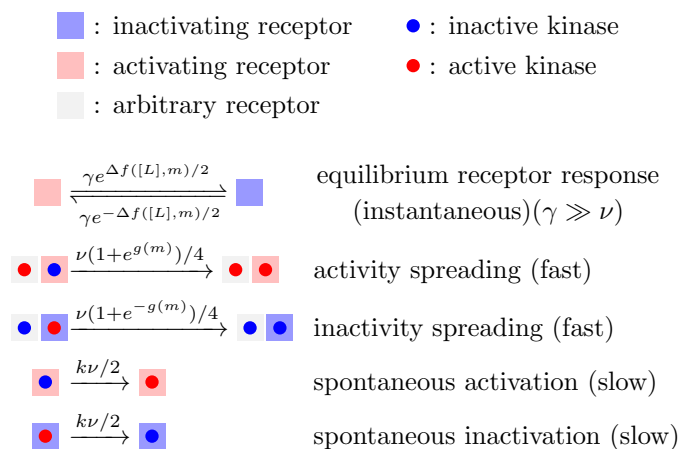 : inactivating receptor
: inactive kinase
: activating receptor
: active kinase
: arbitrary receptor
γe^{Δf([L],m)/2}
γe^{−Δf([L],m)/2}
equilibrium receptor response
(instantaneous)(γ ≫ ν)
ν(1+e^{g(m)})/4
activity spreading (fast)
ν(1+e^{−g(m)})/4
inactivity spreading (fast)
kν/2
spontaneous activation (slow)
kν/2
spontaneous inactivation (slow)